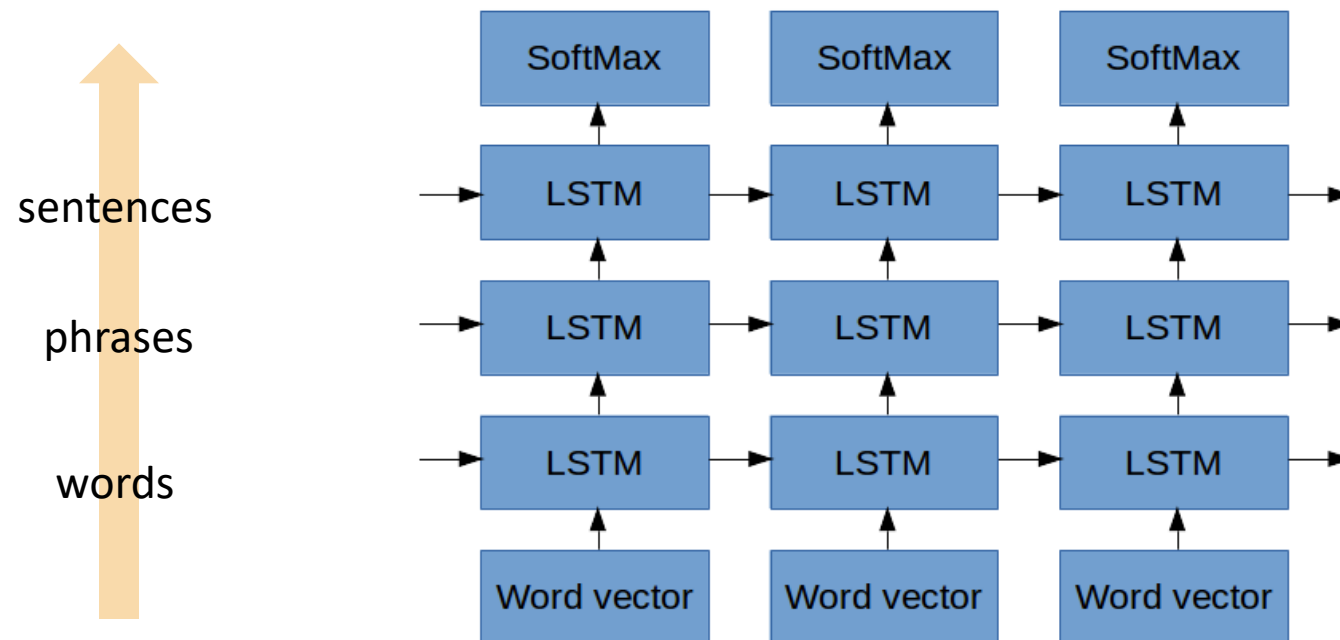 SoftMax SoftMax SoftMax
sentences
LSTM LSTM LSTM
phrases
LSTM LSTM LSTM
words
LSTM LSTM LSTM
Word vector Word vector Word vector